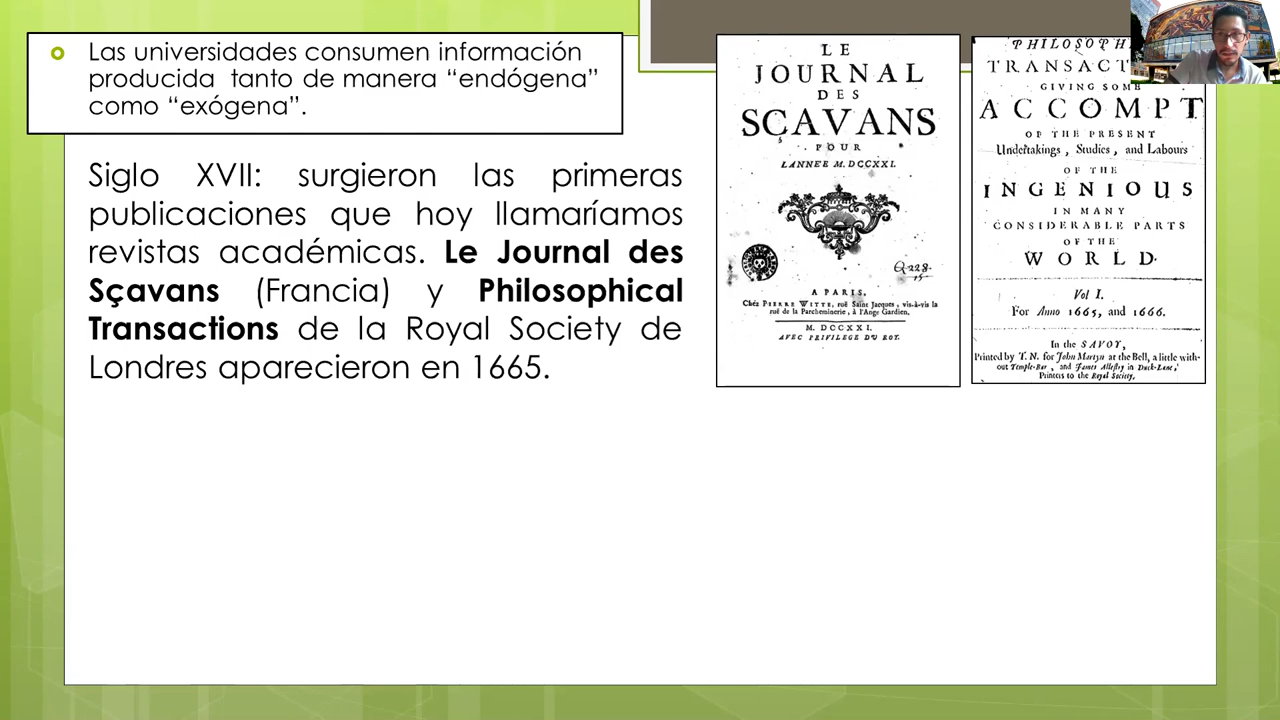 Las universidades consumen información
producida tanto de manera “endógena”
como “exógena”.
Siglo XVII: surgieron las primeras
publicaciones que hoy llamaríamos
revistas académicas. Le Journal des
Sçavans (Francia) y Philosophical
Transactions de la Royal Society de
Londres aparecieron en 1665.
LE
JOURNAL
DES
SÇAVANS
POUR
L'ANNE'E M. DCCXXI.
Q 228.
A PARIS,
Chéz PIERRE WITTE, ruë Saint Jacques, vis-à-vis la
ruë de la Parcheminerie, à l'Ange Gardien.
M. DCCXXI.
AVEC PRIVILEGE DU ROY.
PHILOSOPH
TRANSACT
GIVING SOME
ACCOMPT
OF THE PRESENT
Undertakings, Studies, and Labours
OF THE
INGENIOUS
IN MANY
CONSIDERABLE PARTS
OF THE
WORLD.
Vol I.
For Anno 1665, and 1666.
In the SAVOY,
Printed by T. N. for John Martyn at the Bell, a little with-
out Temple-Bar, and James Allestry in Duck-Lane,
Printers to the Royal Society.